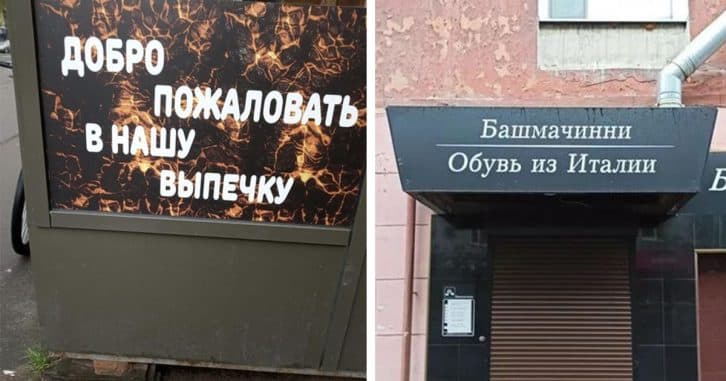 ДОБРО
ПОЖАЛОВАТЬ
В НАШУ
ВЫПЕЧКУ
Башмачинни
Обувь из Италии